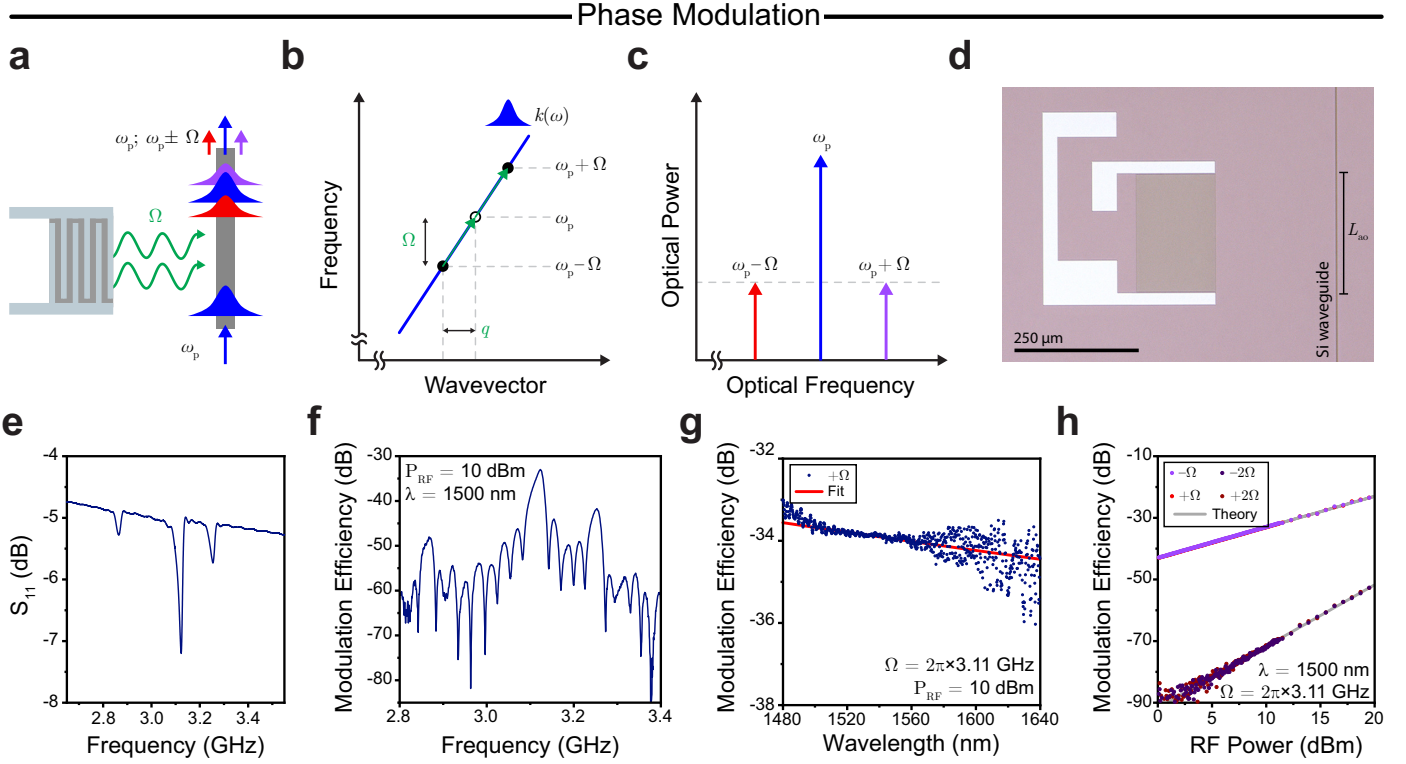 Phase Modulation
a
ωp; ωp ± Ω
Ω
ωp
b
k(ω)
Frequency
ωp + Ω
ωp
ωp − Ω
Ω
q
Wavevector
c
Optical Power
ωp
ωp − Ω
ωp + Ω
Optical Frequency
d
Lao
Si waveguide
250 μm
e
S11 (dB)
-4
-5
-6
-7
-8
2.8 3.0 3.2 3.4
Frequency (GHz)
f
Modulation Efficiency (dB)
PRF = 10 dBm
λ = 1500 nm
-30
-40
-50
-60
-70
-80
2.8 3.0 3.2 3.4
Frequency (GHz)
g
Modulation Efficiency (dB)
-32
-34
-36
-38
+Ω
Fit
Ω = 2π×3.11 GHz
PRF = 10 dBm
1480 1520 1560 1600 1640
Wavelength (nm)
h
Modulation Efficiency (dB)
-10
-30
-50
-70
-90
−Ω −2Ω
+Ω +2Ω
Theory
λ = 1500 nm
Ω = 2π×3.11 GHz
0 5 10 15 20
RF Power (dBm)